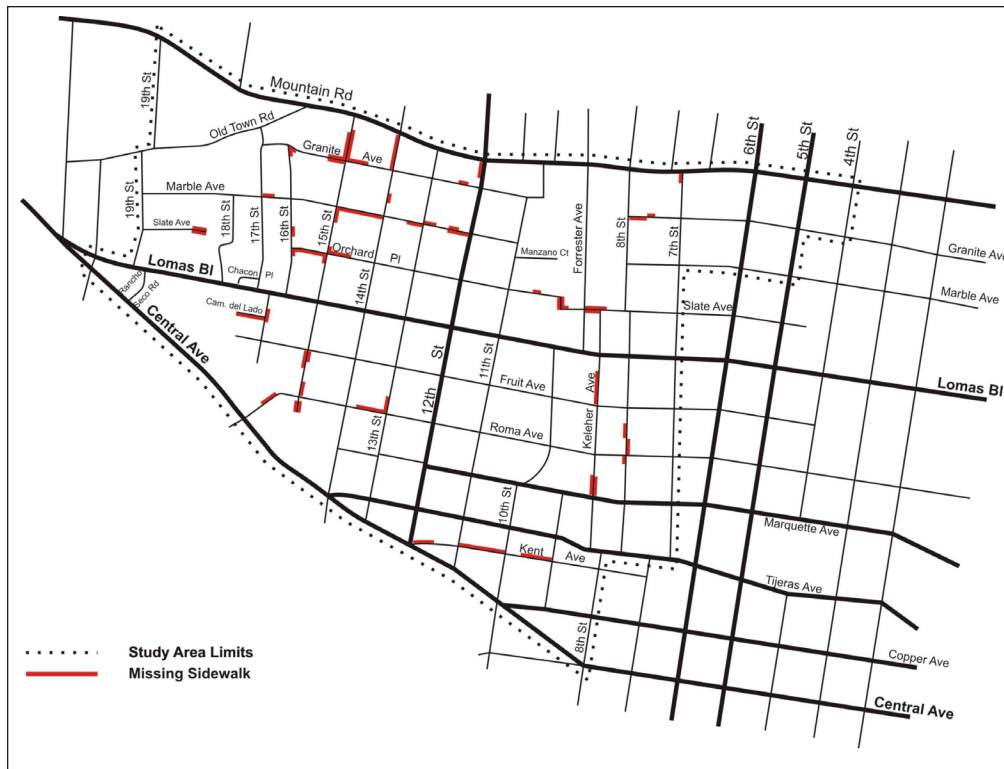 Mountain Rd
19th St
Old Town Rd
Granite
Ave
6th St
5th St
4th St
Marble Ave
19th St
Slate Ave
18th St
17th St
16th St
15th St
Orchard
Pl
Manzano Ct
Forrester Ave
8th St
7th St
Granite Ave
Marble Ave
Lomas Bl
Chacon
Pl
14th St
Rancho
Seco Rd
Cam. del Lado
Slate Ave
Central Ave
12th
St
11th St
Fruit Ave
Keleher
Ave
Lomas Bl
Roma Ave
13th St
10th St
Marquette Ave
Kent
Ave
Tijeras Ave
8th St
Copper Ave
Central Ave
Study Area Limits
Missing Sidewalk